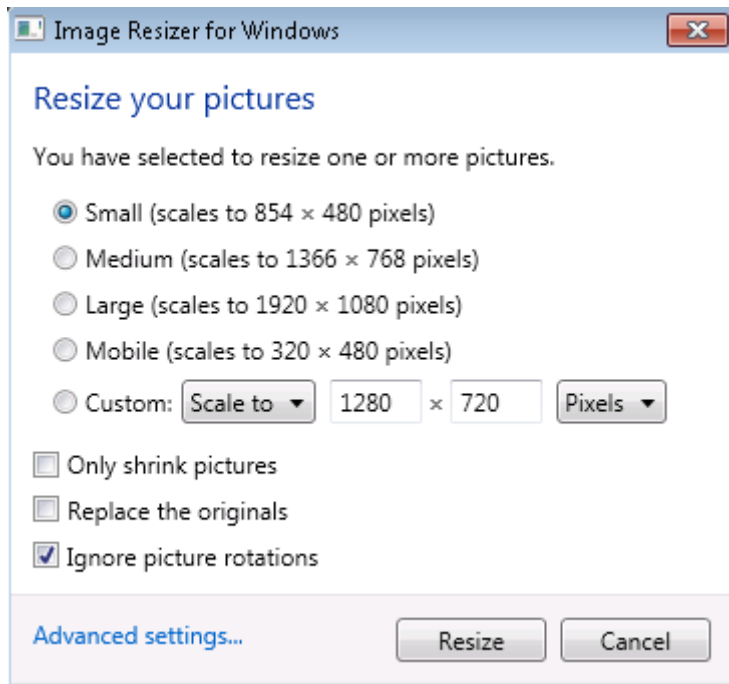 Image Resizer for Windows
Resize your pictures
You have selected to resize one or more pictures.
Small (scales to 854 × 480 pixels)
Medium (scales to 1366 × 768 pixels)
Large (scales to 1920 × 1080 pixels)
Mobile (scales to 320 × 480 pixels)
Custom: Scale to 1280 × 720 Pixels
Only shrink pictures
Replace the originals
Ignore picture rotations
Advanced settings... Resize Cancel